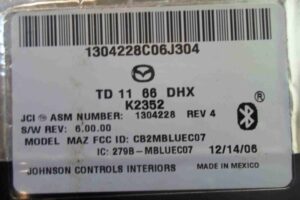 1304228C06J304
TD 11 66 DHX
K2352
®
JCI ASM NUMBER: 1304228 REV 4
S/W REV: 6.00.00
MODEL MAZ FCC ID: CB2MBLUEC07
IC: 279B-MBLUEC07 12/14/06
JOHNSON CONTROLS INTERIORS MADE IN MEXICO